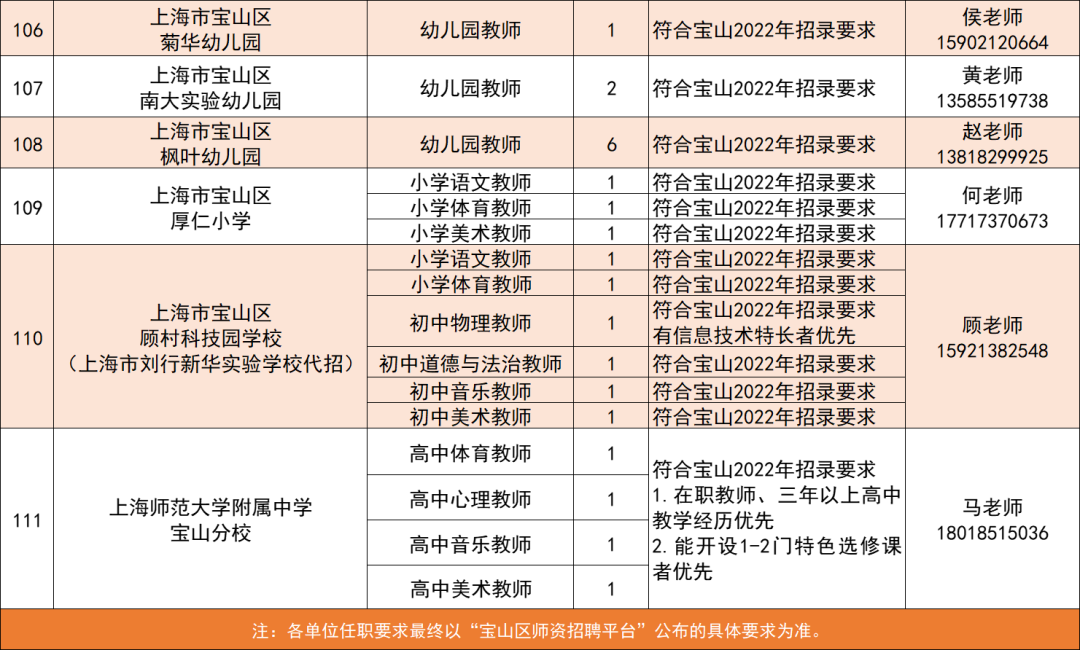 106
上海市宝山区
菊华幼儿园
幼儿园教师
1
符合宝山2022年招录要求
侯老师
15902120664
107
上海市宝山区
南大实验幼儿园
幼儿园教师
2
符合宝山2022年招录要求
黄老师
13585519738
108
上海市宝山区
枫叶幼儿园
幼儿园教师
6
符合宝山2022年招录要求
赵老师
13818299925
109
上海市宝山区
厚仁小学
小学语文教师
1
符合宝山2022年招录要求
小学体育教师
1
符合宝山2022年招录要求
小学美术教师
1
符合宝山2022年招录要求
何老师
17717370673
110
上海市宝山区
顾村科技园学校
（上海市刘行新华实验学校代招）
小学语文教师
1
符合宝山2022年招录要求
小学体育教师
1
符合宝山2022年招录要求
初中物理教师
1
符合宝山2022年招录要求
有信息技术特长者优先
初中道德与法治教师
1
符合宝山2022年招录要求
初中音乐教师
1
符合宝山2022年招录要求
初中美术教师
1
符合宝山2022年招录要求
顾老师
15921382548
111
上海师范大学附属中学
宝山分校
高中体育教师
1
高中心理教师
1
高中音乐教师
1
高中美术教师
1
符合宝山2022年招录要求
1.在职教师、三年以上高中
教学经历优先
2.能开设1-2门特色选修课
者优先
马老师
18018515036
注：各单位任职要求最终以“宝山区师资招聘平台”公布的具体要求为准。